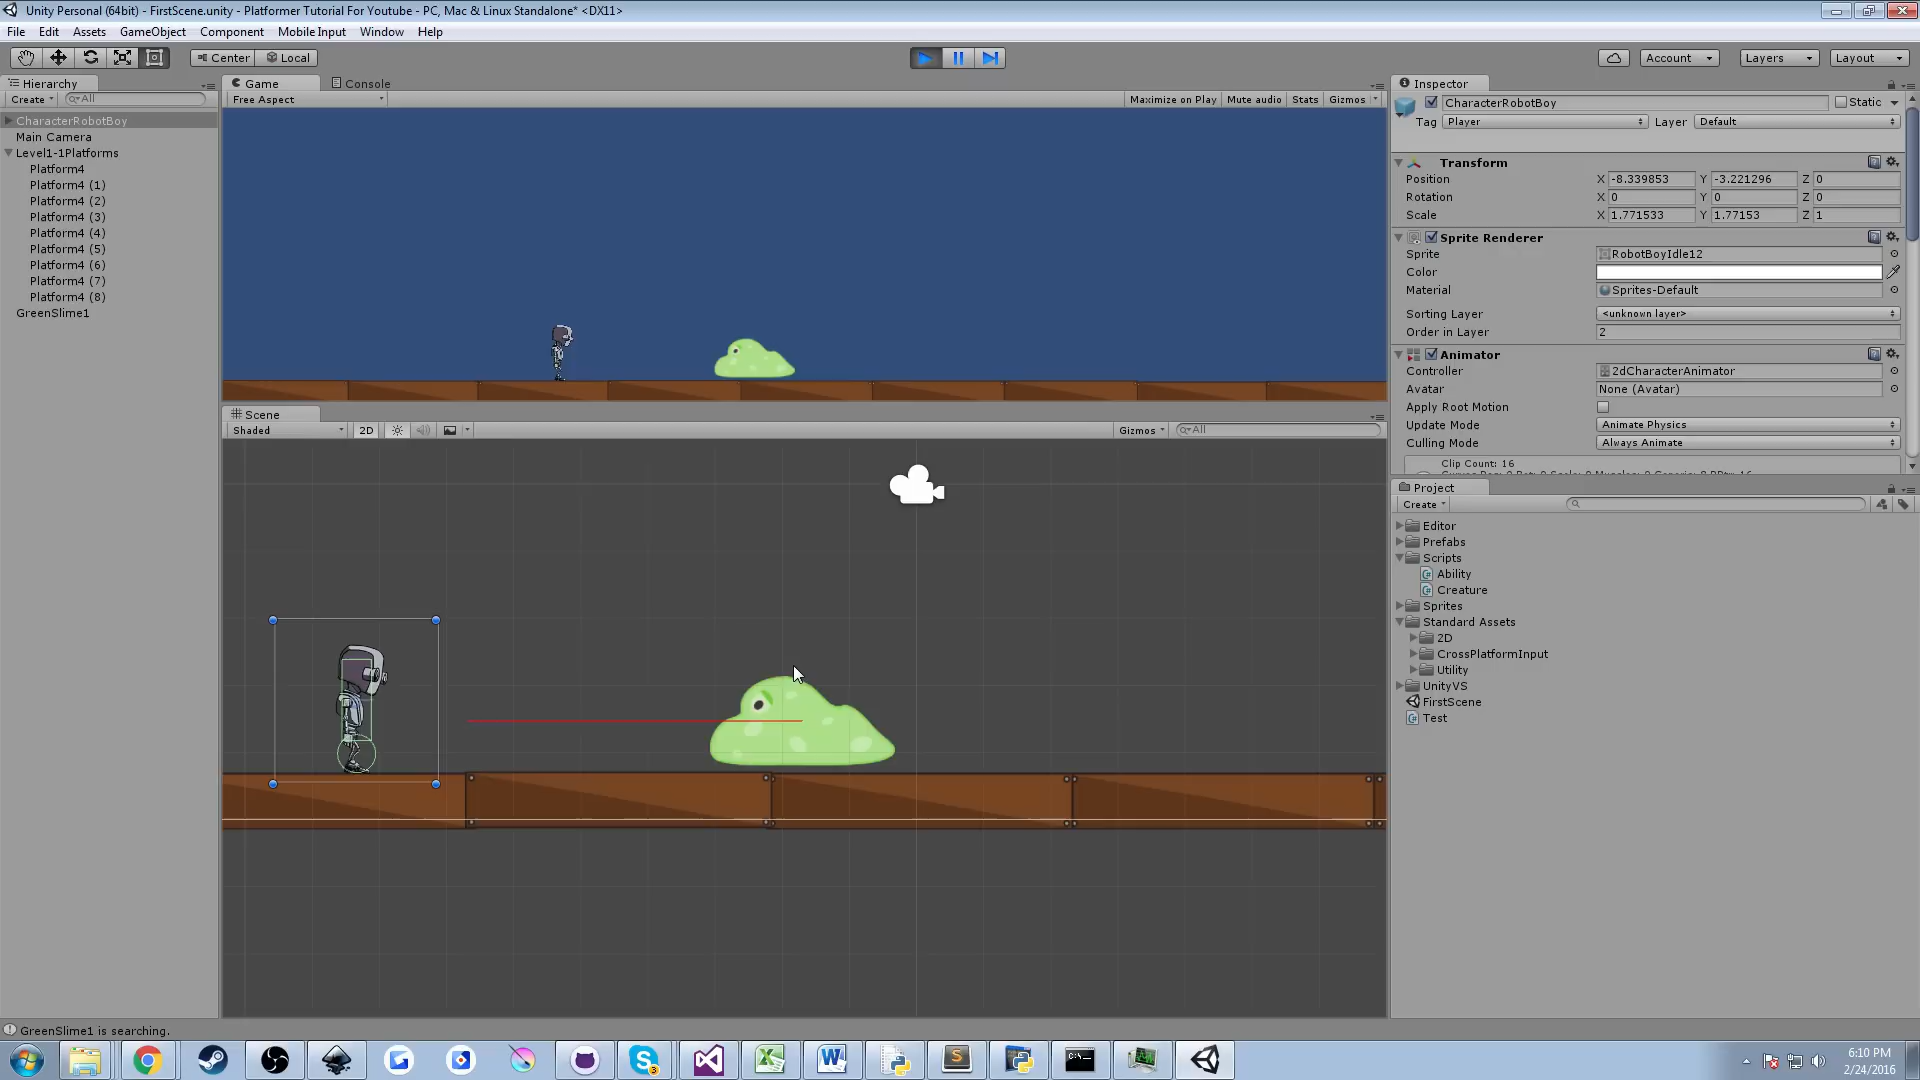 Unity Personal (64bit) - FirstScene.unity - Platformer Tutorial For Youtube - PC, Mac & Linux Standalone* <DX11>
File Edit Assets GameObject Component Mobile Input Window Help
Center Local Account Layers Layout
Hierarchy
Create All
CharacterRobotBoy
Main Camera
Level1-1Platforms
Platform4
Platform4 (1)
Platform4 (2)
Platform4 (3)
Platform4 (4)
Platform4 (5)
Platform4 (6)
Platform4 (7)
Platform4 (8)
GreenSlime1
Game Console
Free Aspect Maximize on Play Mute audio Stats Gizmos
Scene
Shaded 2D Gizmos All
Inspector
CharacterRobotBoy Static
Tag Player Layer Default
Transform
Position X -8.339853 Y -3.221296 Z 0
Rotation X 0 Y 0 Z 0
Scale X 1.771533 Y 1.77153 Z 1
Sprite Renderer
Sprite RobotBoyIdle12
Color
Material Sprites-Default
Sorting Layer <unknown layer>
Order in Layer 2
Animator
Controller 2dCharacterAnimator
Avatar None (Avatar)
Apply Root Motion
Update Mode Animate Physics
Culling Mode Always Animate
Clip Count: 16
Project
Create
Editor
Prefabs
Scripts
Ability
Creature
Sprites
Standard Assets
2D
CrossPlatformInput
Utility
UnityVS
FirstScene
Test
GreenSlime1 is searching.
6:10 PM
2/24/2016